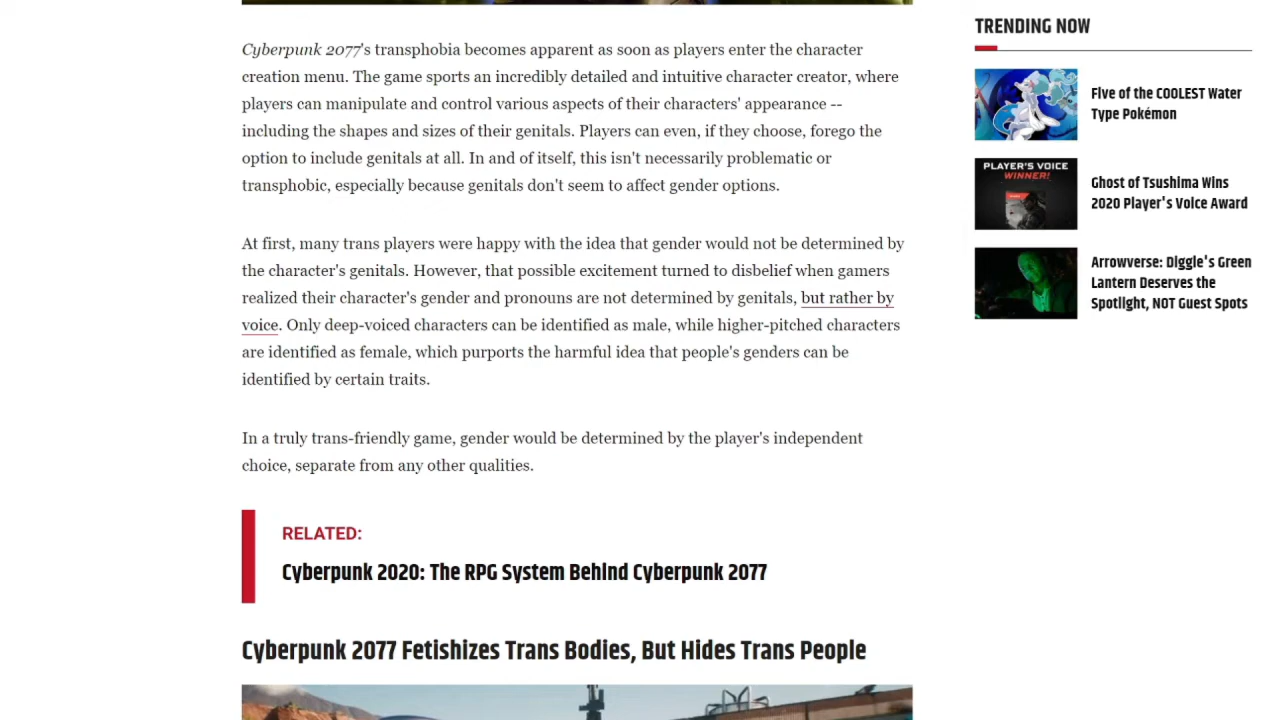 Cyberpunk 2077's transphobia becomes apparent as soon as players enter the character
creation menu. The game sports an incredibly detailed and intuitive character creator, where
players can manipulate and control various aspects of their characters' appearance --
including the shapes and sizes of their genitals. Players can even, if they choose, forego the
option to include genitals at all. In and of itself, this isn't necessarily problematic or
transphobic, especially because genitals don't seem to affect gender options.
At first, many trans players were happy with the idea that gender would not be determined by
the character's genitals. However, that possible excitement turned to disbelief when gamers
realized their character's gender and pronouns are not determined by genitals, but rather by
voice. Only deep-voiced characters can be identified as male, while higher-pitched characters
are identified as female, which purports the harmful idea that people's genders can be
identified by certain traits.
In a truly trans-friendly game, gender would be determined by the player's independent
choice, separate from any other qualities.
RELATED:
Cyberpunk 2020: The RPG System Behind Cyberpunk 2077
Cyberpunk 2077 Fetishizes Trans Bodies, But Hides Trans People
TRENDING NOW
Five of the COOLEST Water
Type Pokémon
PLAYER'S VOICE
WINNER!
Ghost of Tsushima Wins
2020 Player's Voice Award
Arrowverse: Diggle's Green
Lantern Deserves the
Spotlight, NOT Guest Spots